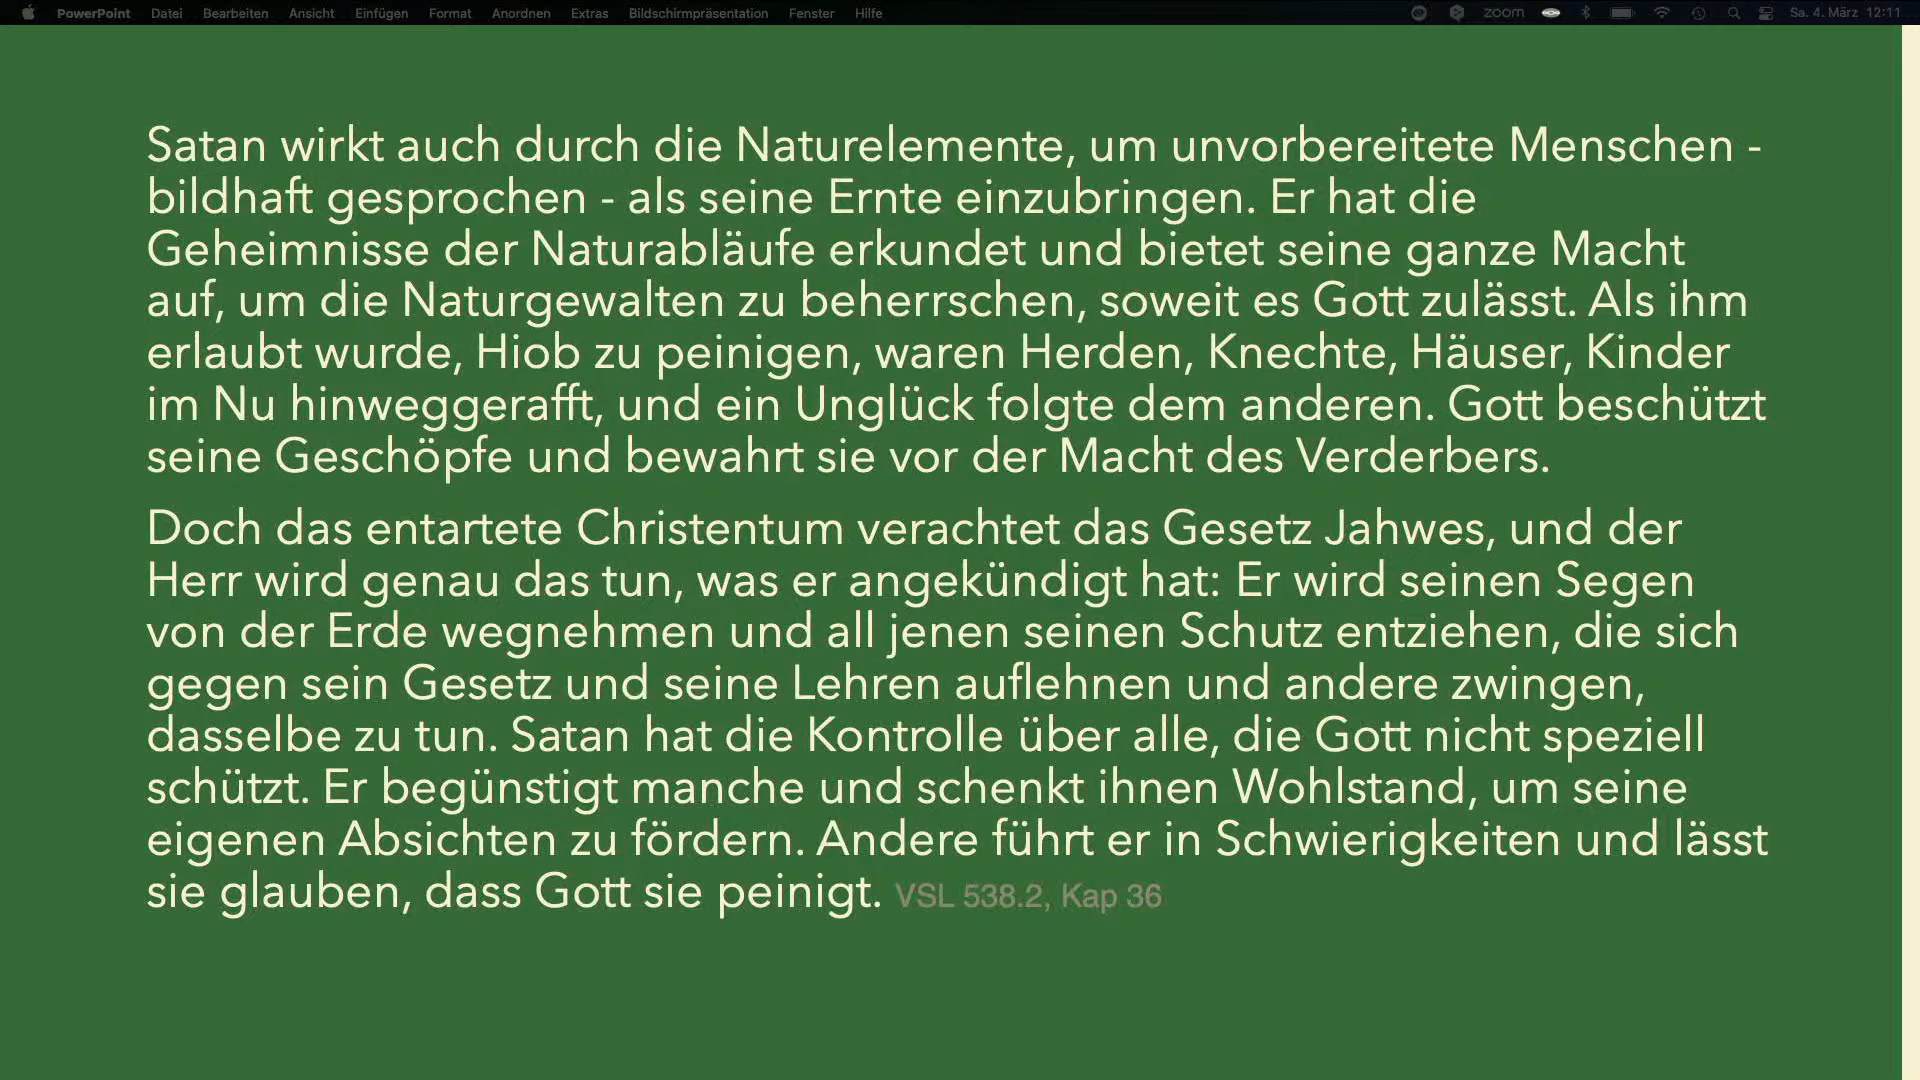 PowerPoint Datei Bearbeiten Ansicht Einfügen Format Anordnen Extras Bildschirmpräsentation Fenster Hilfe zoom Sa. 4. März 12:11
Satan wirkt auch durch die Naturelemente, um unvorbereitete Menschen -
bildhaft gesprochen - als seine Ernte einzubringen. Er hat die
Geheimnisse der Naturabläufe erkundet und bietet seine ganze Macht
auf, um die Naturgewalten zu beherrschen, soweit es Gott zulässt. Als ihm
erlaubt wurde, Hiob zu peinigen, waren Herden, Knechte, Häuser, Kinder
im Nu hinweggerafft, und ein Unglück folgte dem anderen. Gott beschützt
seine Geschöpfe und bewahrt sie vor der Macht des Verderbers.
Doch das entartete Christentum verachtet das Gesetz Jahwes, und der
Herr wird genau das tun, was er angekündigt hat: Er wird seinen Segen
von der Erde wegnehmen und all jenen seinen Schutz entziehen, die sich
gegen sein Gesetz und seine Lehren auflehnen und andere zwingen,
dasselbe zu tun. Satan hat die Kontrolle über alle, die Gott nicht speziell
schützt. Er begünstigt manche und schenkt ihnen Wohlstand, um seine
eigenen Absichten zu fördern. Andere führt er in Schwierigkeiten und lässt
sie glauben, dass Gott sie peinigt. VSL 538.2, Kap 36